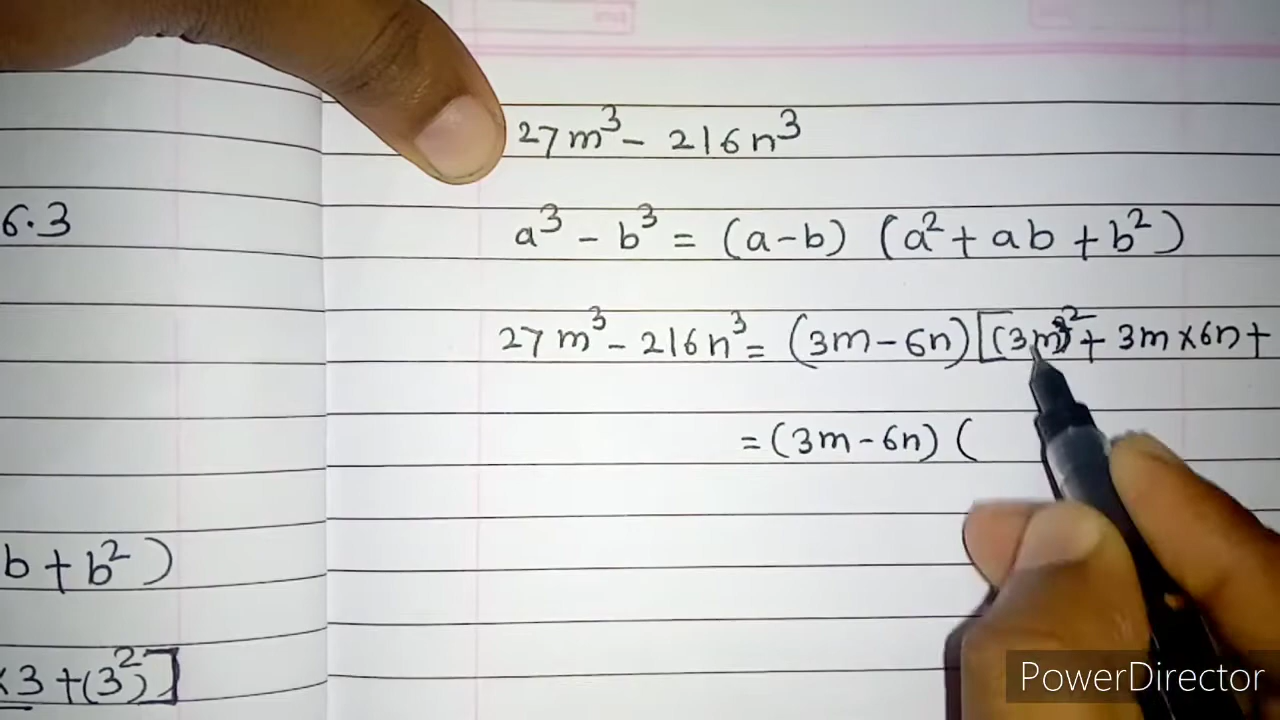 6.3
b + b²)
× 3 + (3²)]
27m³ - 216n³
a³ - b³ = (a-b) (a² + ab + b²)
27m³ - 216n³ = (3m - 6n) [(3m)² + 3m × 6n +
= (3m - 6n) (
PowerDirector